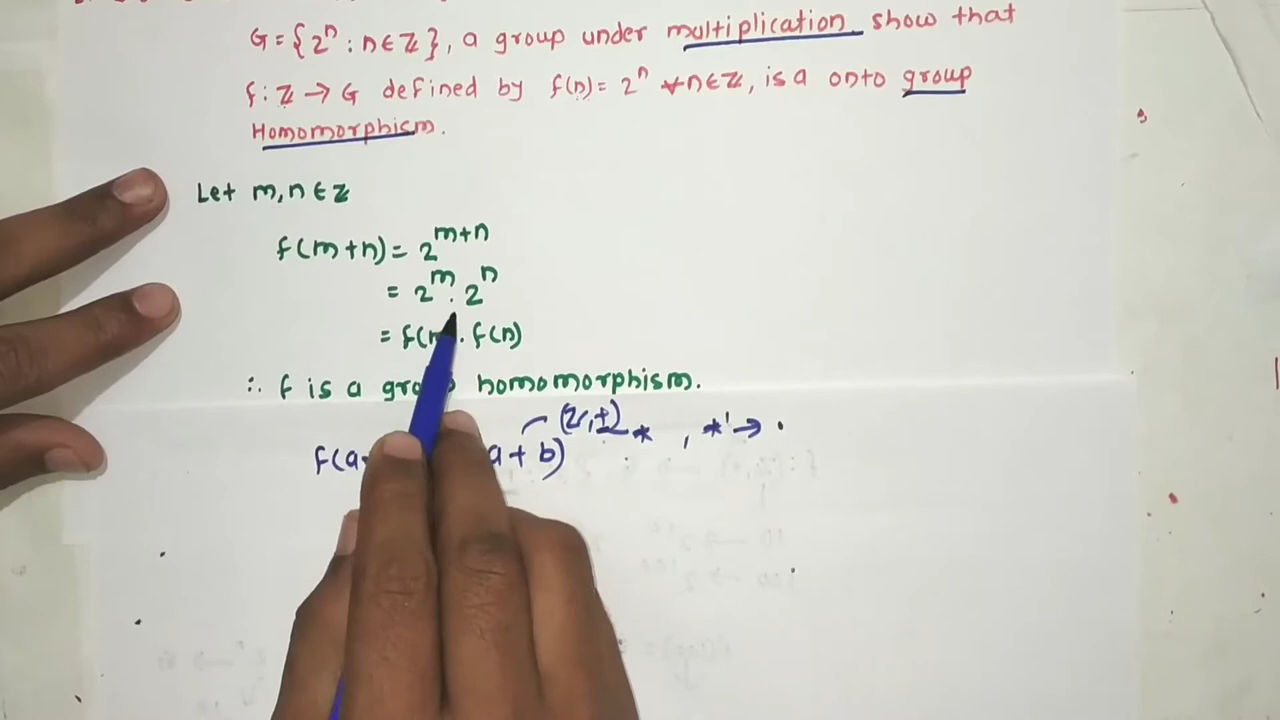 G = {2ⁿ : n ∈ ℤ}, a group under multiplication show that
f : ℤ → G defined by f(n) = 2ⁿ ∀ n ∈ ℤ, is a onto group
Homomorphism.
Let m, n ∈ ℤ
f(m+n) = 2^(m+n)
= 2^m · 2^n
= f( · f(n)
∴ f is a homomorphism.
(ℤ, +) * , *' → ·
f(a a + b)